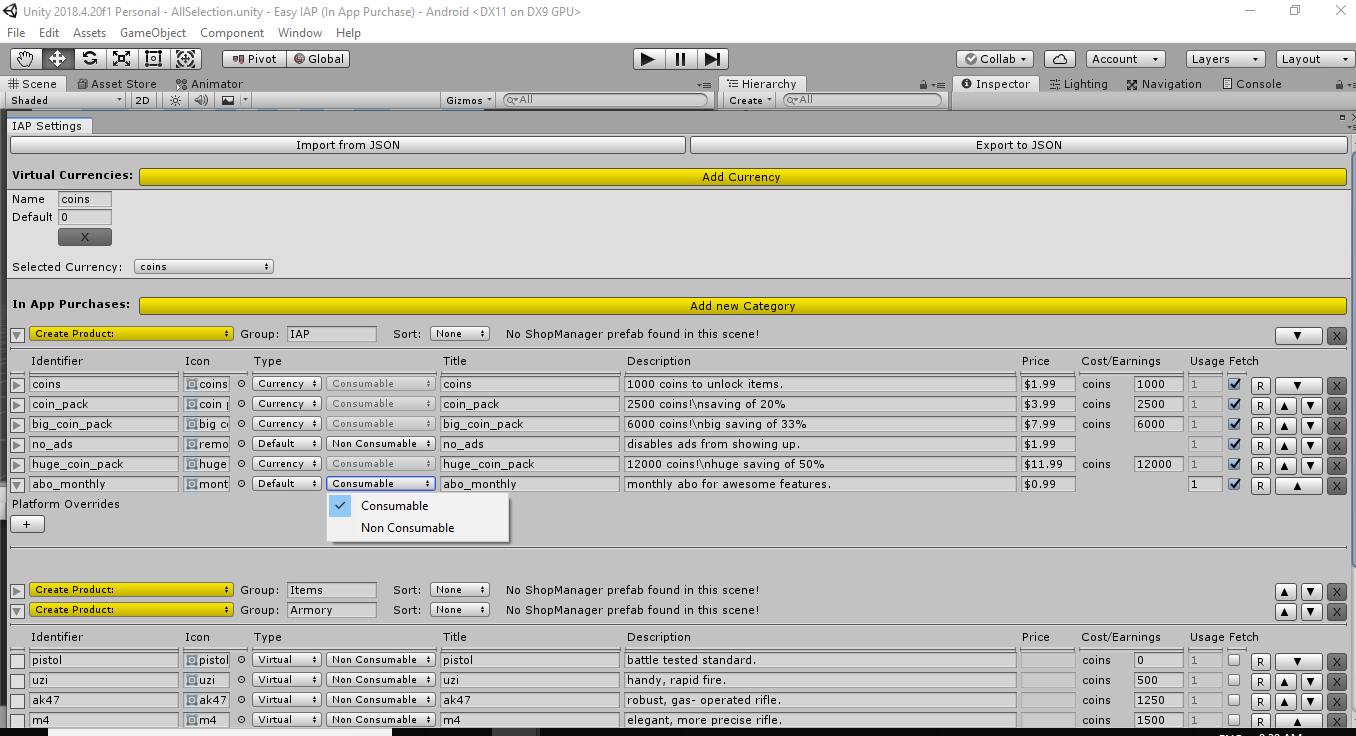 Unity 2018.4.20f1 Personal - AllSelection.unity - Easy IAP (In App Purchase) - Android <DX11 on DX9 GPU>
File Edit Assets GameObject Component Window Help
Pivot Global Collab Account Layers Layout
Scene Asset Store Animator Hierarchy Inspector Lighting Navigation Console
Shaded 2D Gizmos All Create All
IAP Settings
Import from JSON Export to JSON
Virtual Currencies: Add Currency
Name coins
Default 0
X
Selected Currency: coins
In App Purchases: Add new Category
Create Product: Group: IAP Sort: None No ShopManager prefab found in this scene! X
Identifier Icon Type Title Description Price Cost/Earnings Usage Fetch
coins coins Currency Consumable coins 1000 coins to unlock items. $1.99 coins 1000 1 R X
coin_pack coin p Currency Consumable coin_pack 2500 coins!\nsaving of 20% $3.99 coins 2500 1 R X
big_coin_pack big co Currency Consumable big_coin_pack 6000 coins!\nbig saving of 33% $7.99 coins 6000 1 R X
no_ads remo Default Non Consumable no_ads disables ads from showing up. $1.99 1 R X
huge_coin_pack huge Currency Consumable huge_coin_pack 12000 coins!\nhuge saving of 50% $11.99 coins 12000 1 R X
abo_monthly mont Default Consumable abo_monthly monthly abo for awesome features. $0.99 1 R X
Platform Overrides
Consumable
+
Non Consumable
Create Product: Group: Items Sort: None No ShopManager prefab found in this scene! X
Create Product: Group: Armory Sort: None No ShopManager prefab found in this scene! X
Identifier Icon Type Title Description Price Cost/Earnings Usage Fetch
pistol pistol Virtual Non Consumable pistol battle tested standard. coins 0 1 R X
uzi uzi Virtual Non Consumable uzi handy, rapid fire. coins 500 1 R X
ak47 ak47 Virtual Non Consumable ak47 robust, gas- operated rifle. coins 1250 1 R X
m4 m4 Virtual Non Consumable m4 elegant, more precise rifle. coins 1500 1 R X